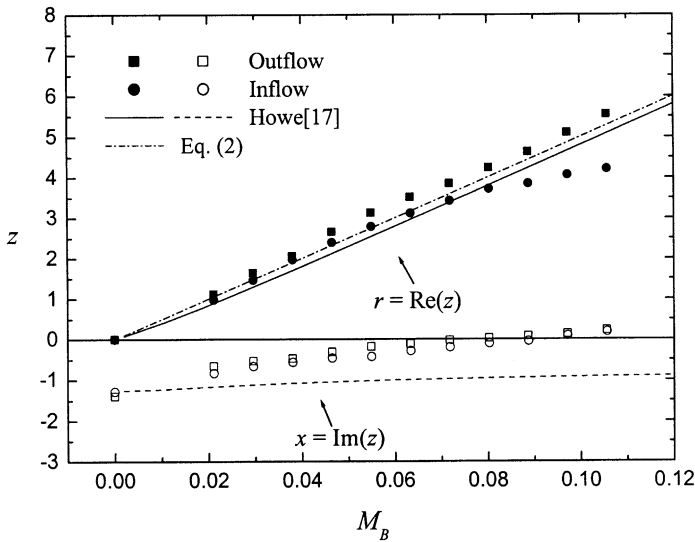 8
7
6
5
4
3
2
1
0
-1
-2
-3
z
Outflow
Inflow
Howe[17]
Eq. (2)
r = Re(z)
x = Im(z)
0.00 0.02 0.04 0.06 0.08 0.10 0.12
M_B